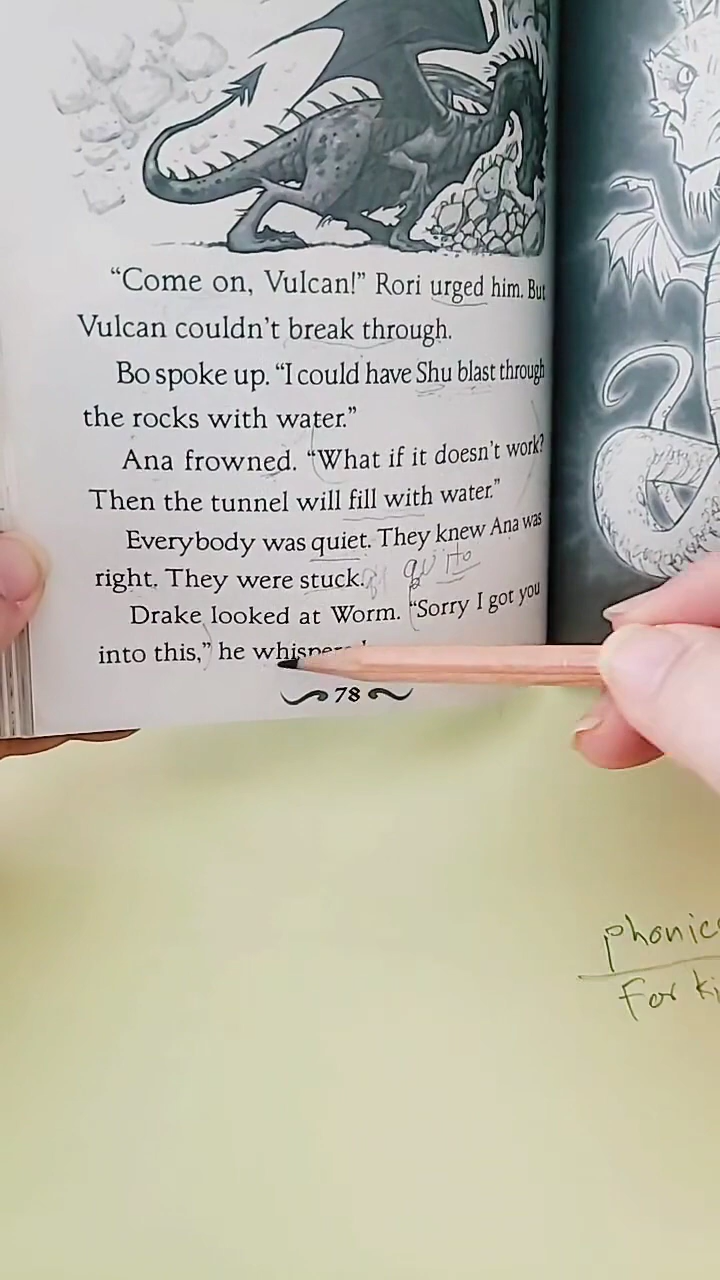 “Come on, Vulcan!” Rori urged him. But
Vulcan couldn’t break through.
Bo spoke up. “I could have Shu blast through
the rocks with water.”
Ana frowned. “What if it doesn’t work?
Then the tunnel will fill with water.”
Everybody was quiet. They knew Ana was
right. They were stuck.
Drake looked at Worm. “Sorry I got you
into this,” he
78
For